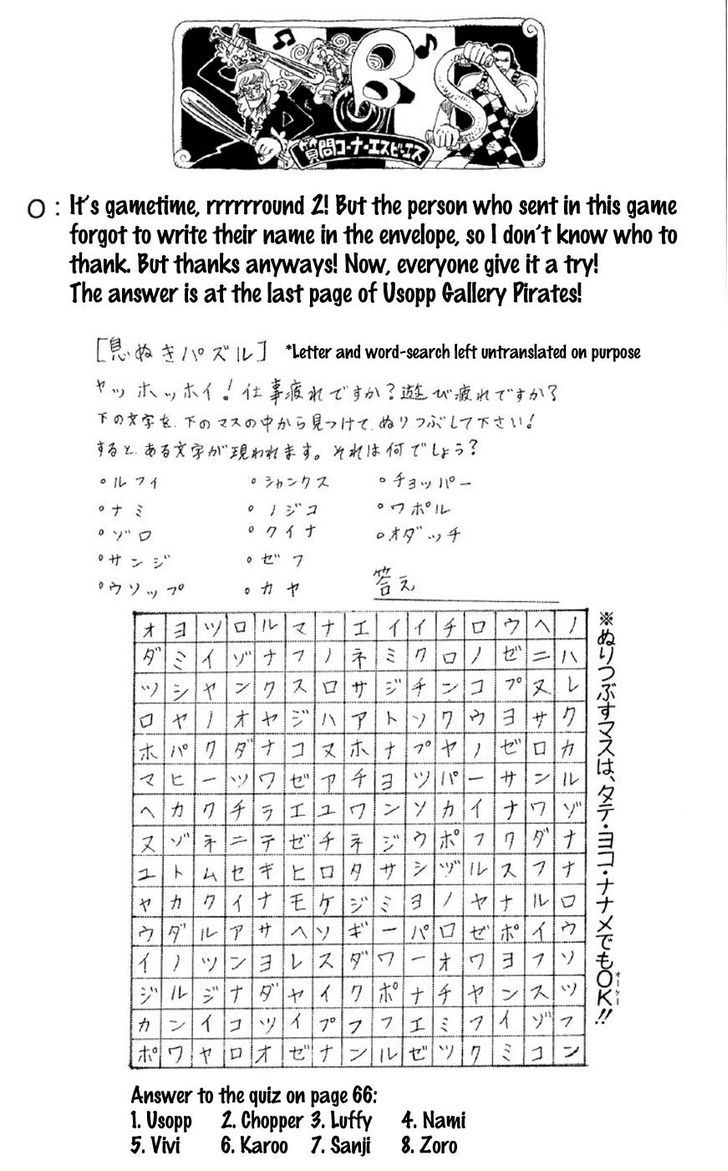 BS
質問コーナーエスビーエス
O : It's gametime, rrrrrround 2! But the person who sent in this game
forgot to write their name in the envelope, so I don't know who to
thank. But thanks anyways! Now, everyone give it a try!
The answer is at the last page of Usopp Gallery Pirates!
[息ぬきパズル] *Letter and word-search left untranslated on purpose
ヤッホッホイ!仕事疲れですか?遊び疲れですか?
下の文字を、下のマスの中から見つけて、ぬりつぶして下さい!
すると、ある文字が現われます。それは何でしょう?
○ルフィ ○シャンクス ○チョッパー
○ナミ ○ノジコ ○ワポル
○ゾロ ○クイナ ○オダッチ
○サンジ ○ゼフ
○ウソップ ○カヤ 答え
オヨツロルマナエイイチロウヘノ
ダミイゾナフノネミクロノゼニハ
ツシャンクスロサジチンコプヌレ
ロヤノオヤジハアトソワウヨサク
ホパクダナコヌホナプヤノゼロカ
マヒーツワゼアチヨツパーサンル
ヘカクチラエユワンソカイナワゾ
ヌゾネニテゼチネジウポフクダナ
ユトムセキヒロタサシヅルスフナ
ヤカクイナモケジミヨノヤナルロ
ウダルアサヘソギーパロゼポイウ
イノツンヨレスダワーオワヨフソ
ジルジナダヤイクポナチヤンスツ
カンイコツイプフフエミフイゾフ
ポワヤロオゼナンルゼツクミコン
※ぬりつぶすマスは、タテ・ヨコ・ナナメでもOK!!
オーケー
Answer to the quiz on page 66:
1. Usopp 2. Chopper 3. Luffy 4. Nami
5. Vivi 6. Karoo 7. Sanji 8. Zoro